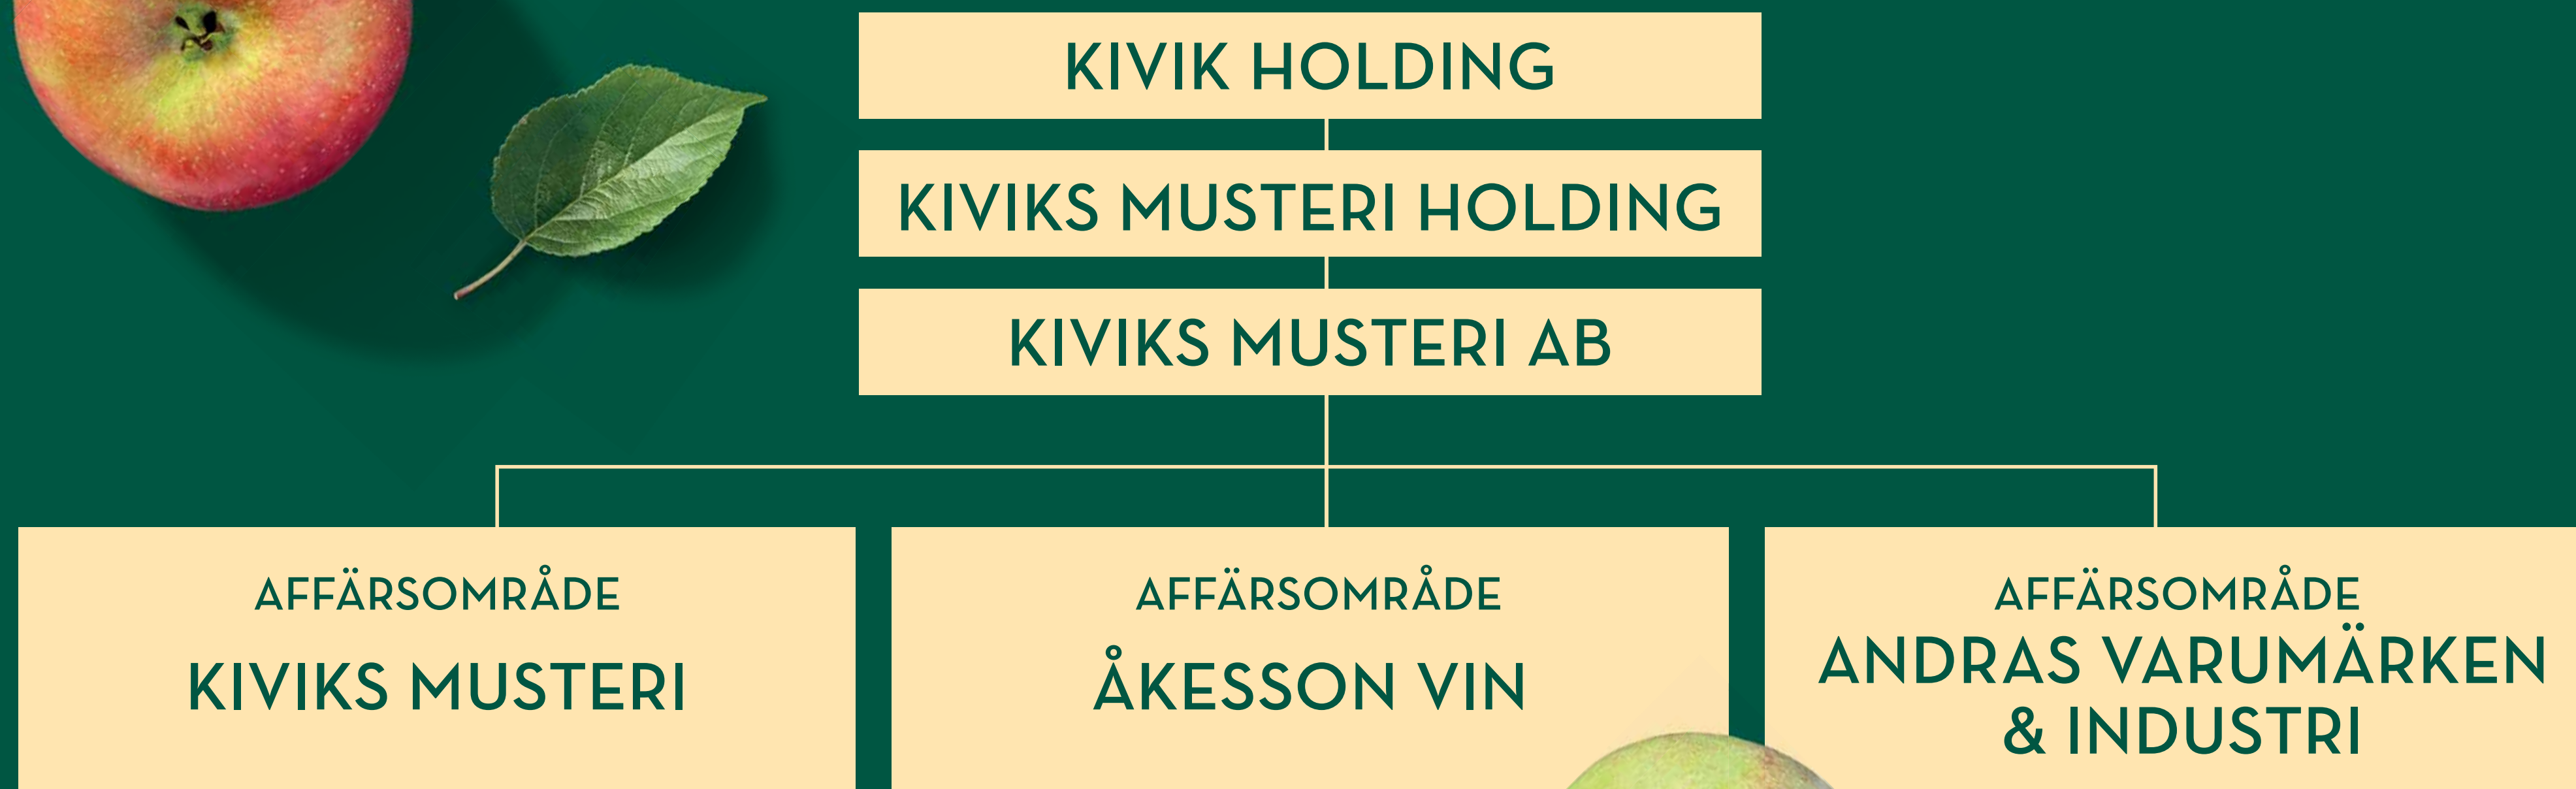 KIVIK HOLDING
KIVIKS MUSTERI HOLDING
KIVIKS MUSTERI AB
AFFÄRSOMRÅDE
KIVIKS MUSTERI
AFFÄRSOMRÅDE
ÅKESSON VIN
AFFÄRSOMRÅDE
ANDRAS VARUMÄRKEN
& INDUSTRI